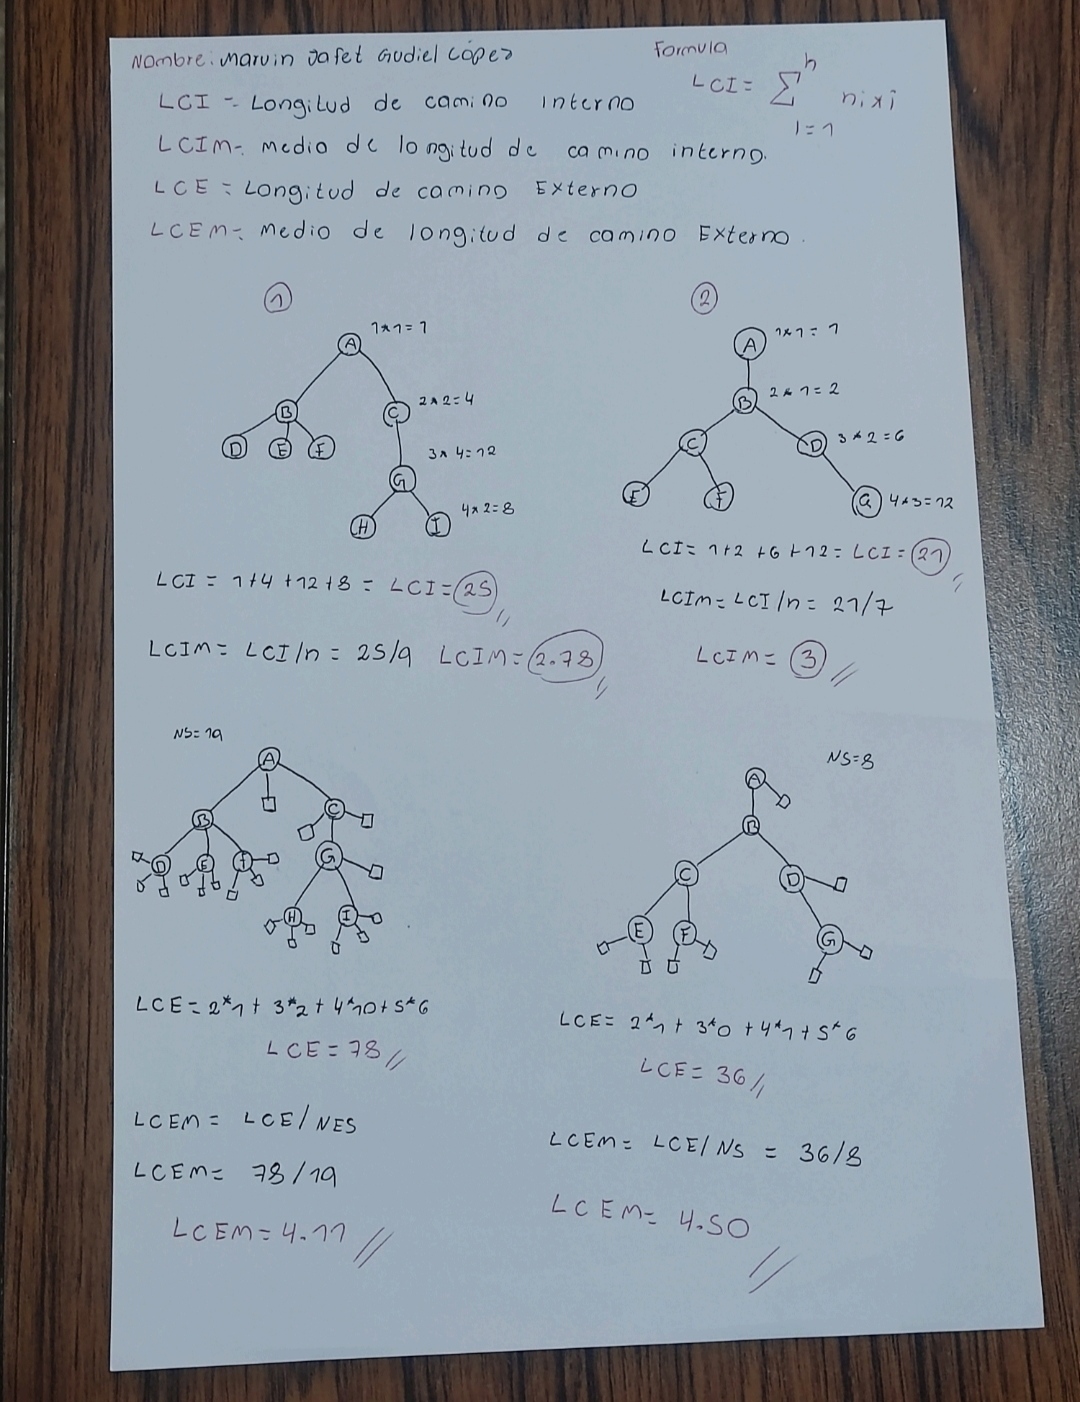 Nombre: Marvin Jafet Gudiel López
Formula
LCI = Σ ni x i
n
i = 1
LCI = Longitud de camino interno
LCIM = medio de longitud de camino interno.
LCE = Longitud de camino Externo
LCEM = medio de longitud de camino Externo.
1
A 1*1=1
B C 2*2=4
D E F 3*4=12
G
H I 4*2=8
LCI = 1+4+12+8 = LCI = 25
LCIM = LCI/n = 25/9 LCIM = 2.78
2
A 1*1=1
B 2*1=2
C D 3*2=6
E F G 4*3=12
LCI = 1+2+6+12 = LCI = 21
LCIM = LCI/n = 21/7
LCIM = 3
NS=19
A
B C
D E F G
H I
LCE = 2*1 + 3*2 + 4*10 + 5*6
LCE = 78
LCEM = LCE/NES
LCEM = 78/19
LCEM = 4.11
NS=8
A
B
C D
E F G
LCE = 2*1 + 3*0 + 4*1 + 5*6
LCE = 36
LCEM = LCE/NS = 36/8
LCEM = 4.50